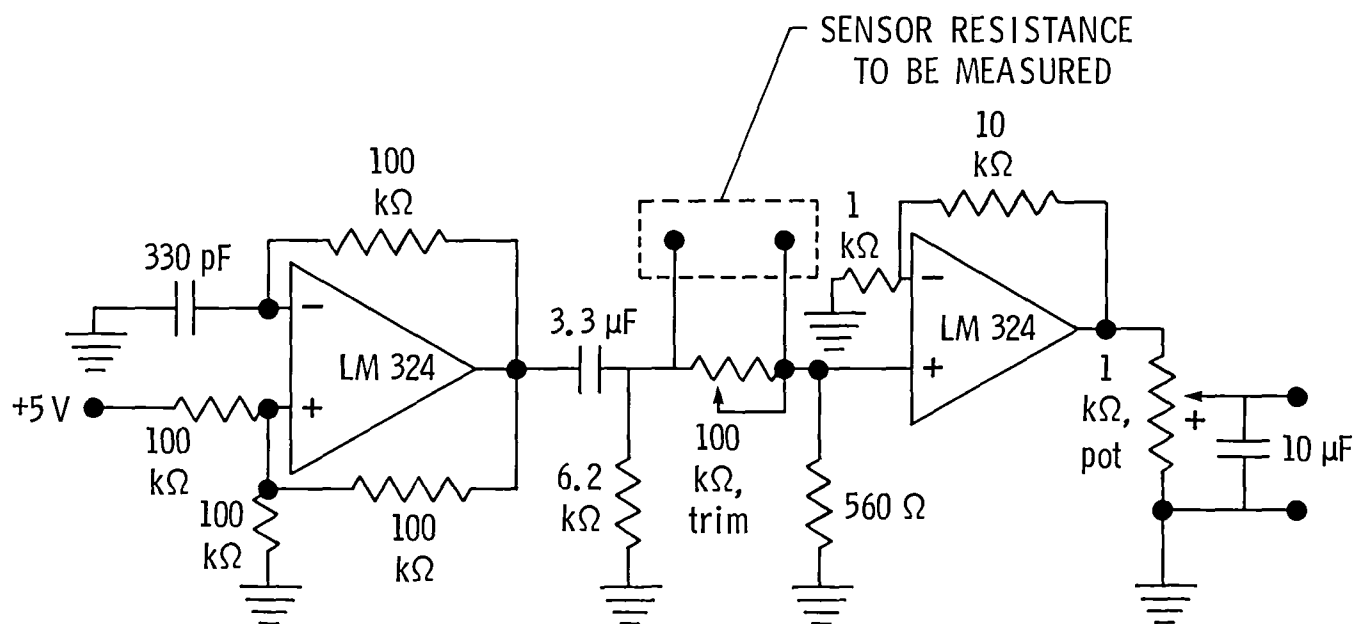 SENSOR RESISTANCE
TO BE MEASURED
100
kΩ
10
kΩ
330 pF
1
kΩ
−
LM 324
+
3.3 µF
−
LM 324
+
+5 V
100
kΩ
100
kΩ
100
kΩ
6.2
kΩ
100
kΩ,
trim
560 Ω
1
kΩ,
pot
+
10 µF